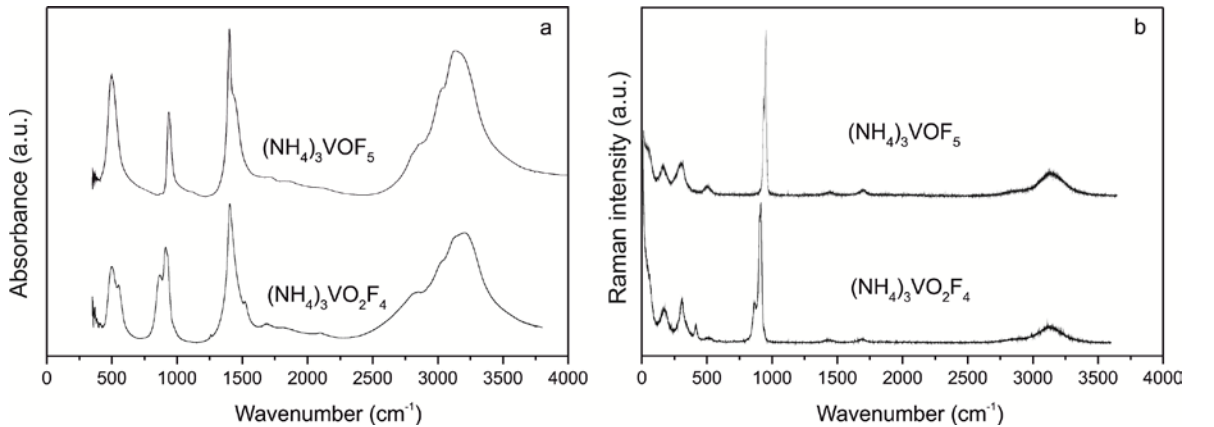 a
Absorbance (a.u.)
(NH₄)₃VOF₅
(NH₄)₃VO₂F₄
0 500 1000 1500 2000 2500 3000 3500 4000
Wavenumber (cm⁻¹)
b
Raman intensity (a.u.)
(NH₄)₃VOF₅
(NH₄)₃VO₂F₄
0 500 1000 1500 2000 2500 3000 3500 4000
Wavenumber (cm⁻¹)